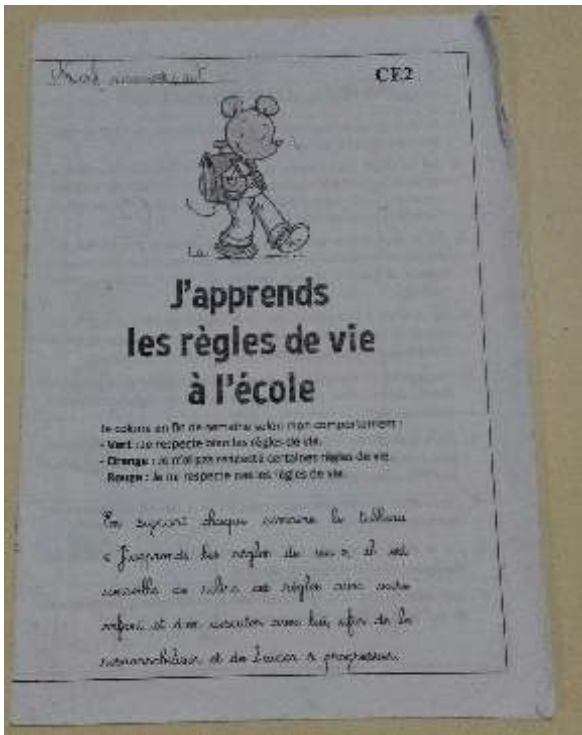 CE2
J'apprends
les règles de vie
à l'école
Je colorie en fin de semaine selon mon comportement :
- Vert : Je respecte bien les règles de vie.
- Orange : Je n'ai pas respecté certaines règles de vie.
Rouge : Je ne respecte pas les règles de vie.
En signant chaque semaine le tableau
« J'apprends les règles de vie », il est
conseillé de relire ces règles avec votre
enfant et d'en discuter avec lui, afin de le
responsabiliser et de l'aider à progresser.